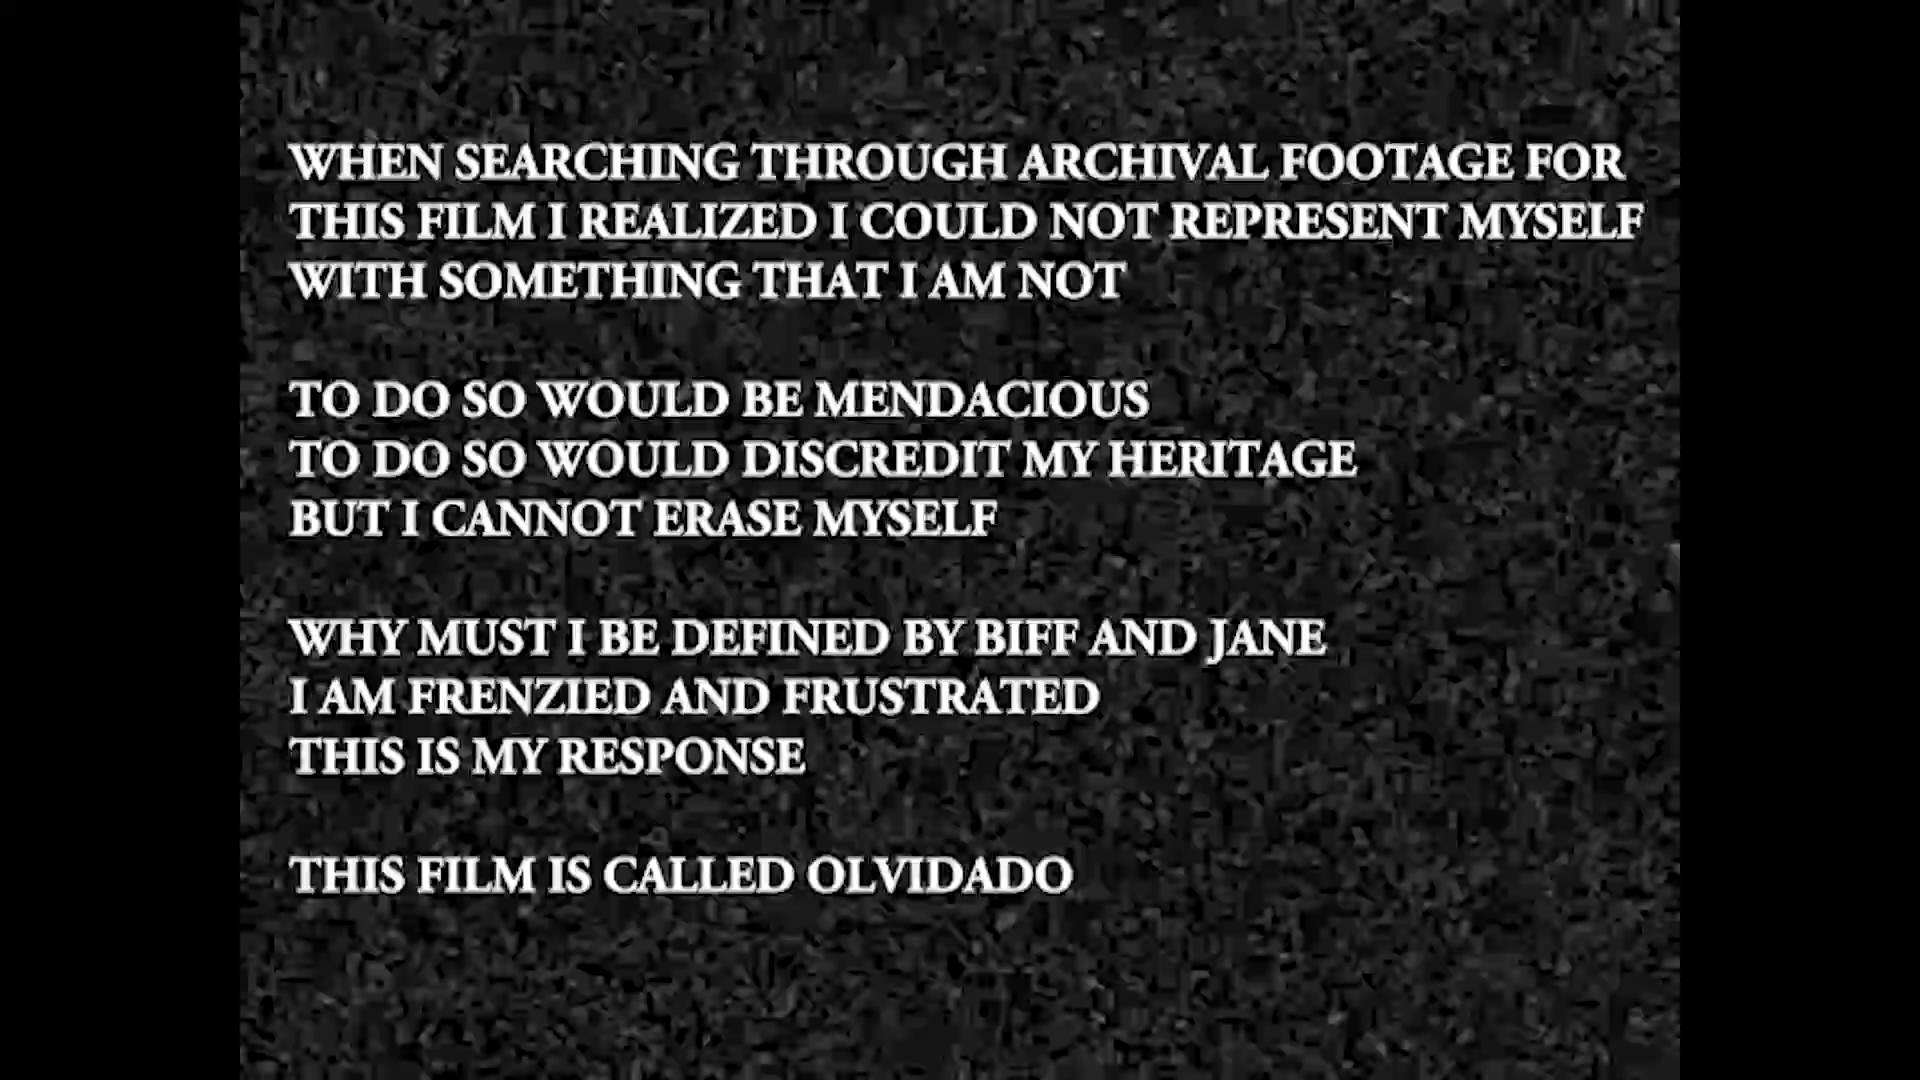 WHEN SEARCHING THROUGH ARCHIVAL FOOTAGE FOR
THIS FILM I REALIZED I COULD NOT REPRESENT MYSELF
WITH SOMETHING THAT I AM NOT
TO DO SO WOULD BE MENDACIOUS
TO DO SO WOULD DISCREDIT MY HERITAGE
BUT I CANNOT ERASE MYSELF
WHY MUST I BE DEFINED BY BIFF AND JANE
I AM FRENZIED AND FRUSTRATED
THIS IS MY RESPONSE
THIS FILM IS CALLED OLVIDADO